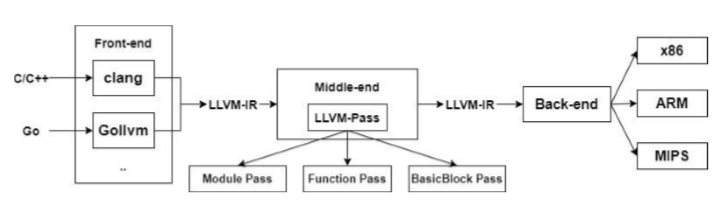 Front-end
C/C++
clang
Go
Gollvm
..
LLVM-IR
Middle-end
LLVM-Pass
Module Pass
Function Pass
BasicBlock Pass
LLVM-IR
Back-end
x86
ARM
MIPS